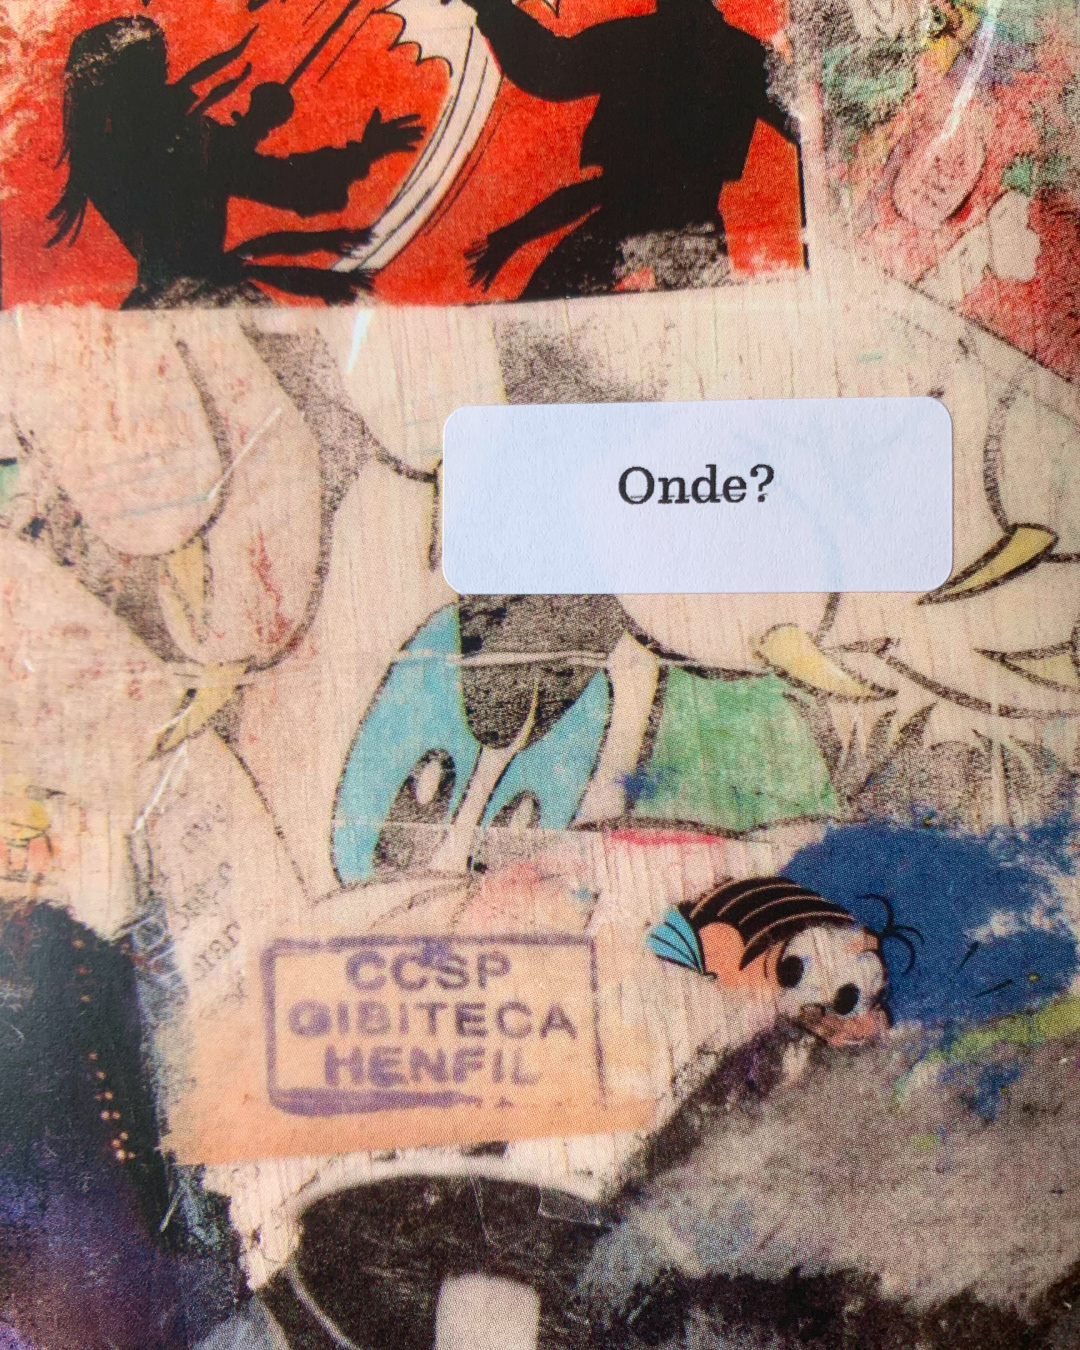 Onde?
CCSP
GIBITECA
HENFIL